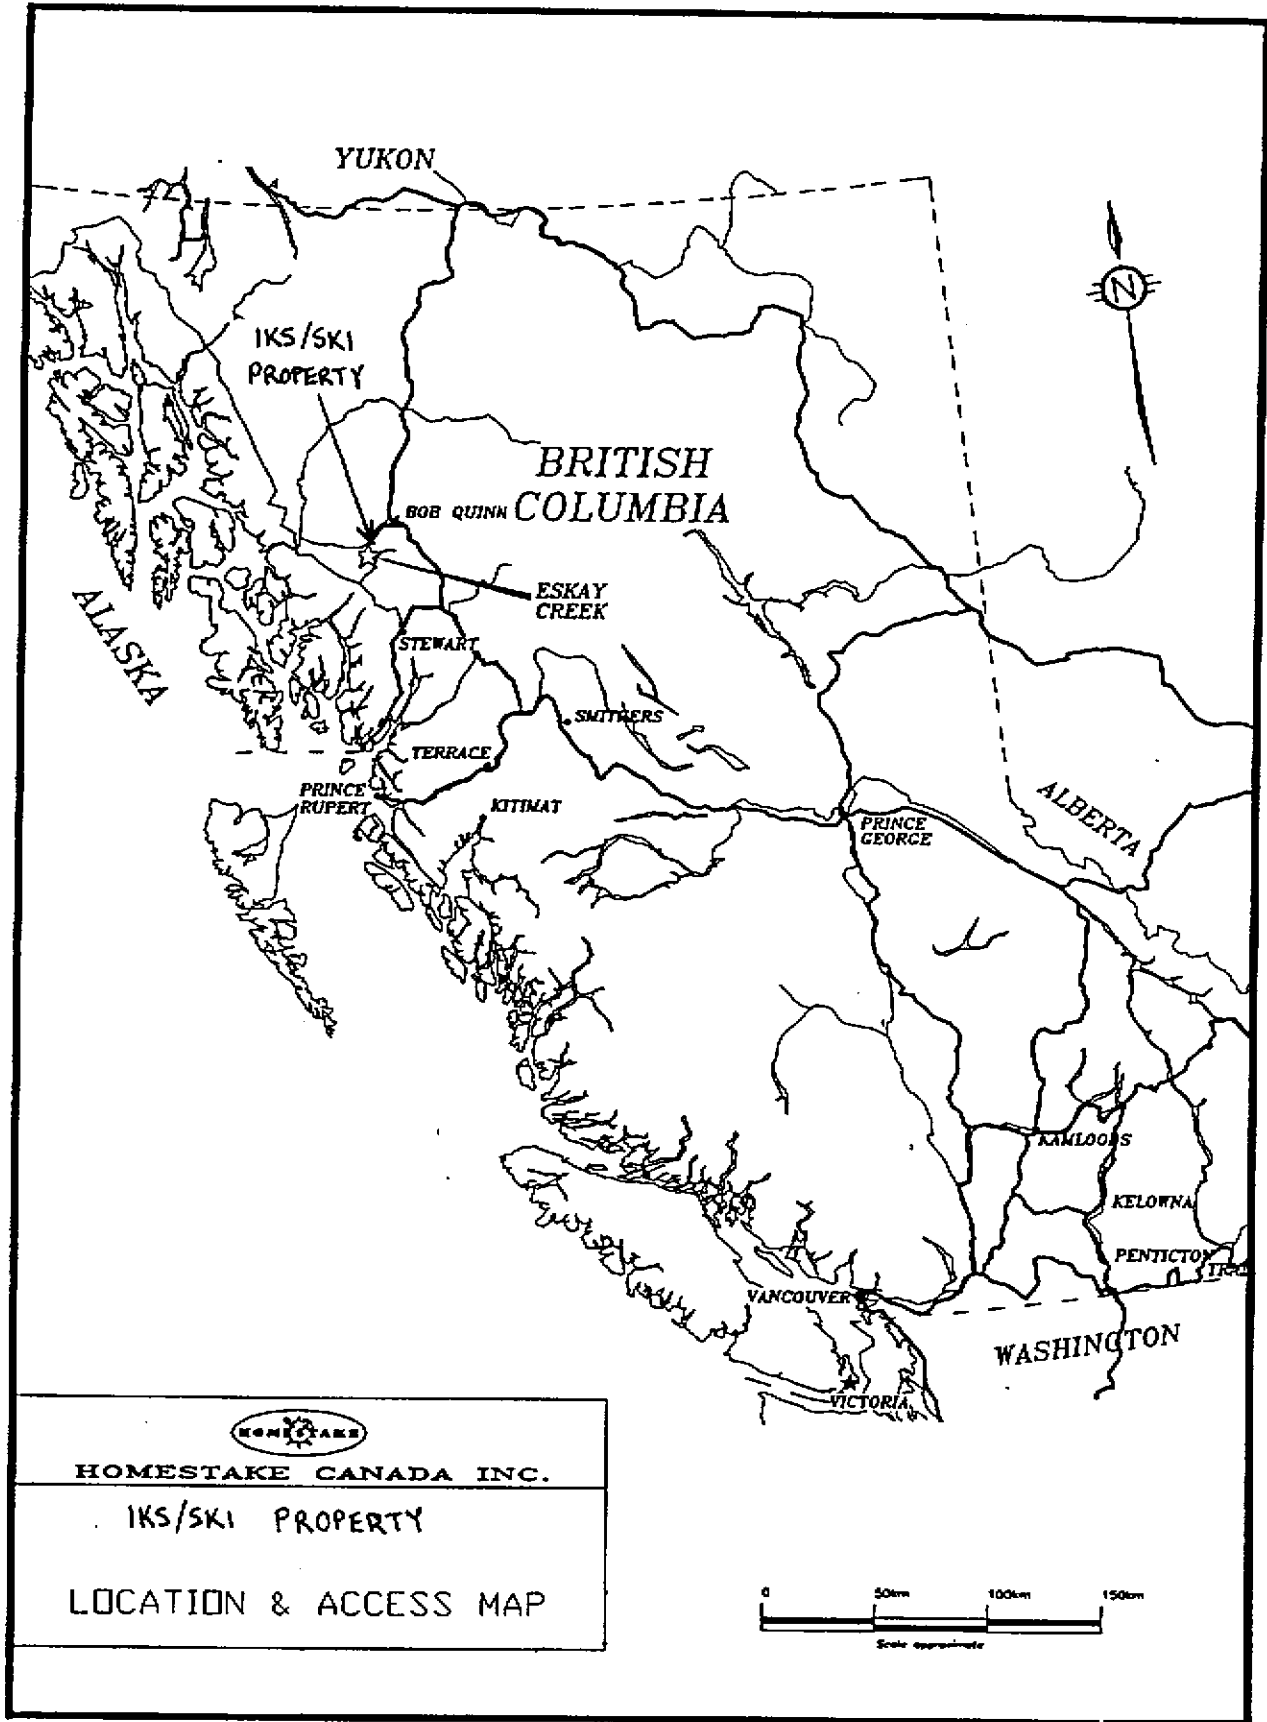 YUKON
IKS/SKI
PROPERTY
N
BRITISH
COLUMBIA
BOB QUINN
ESKAY
CREEK
ALASKA
STEWART
SMITHERS
TERRACE
PRINCE
RUPERT
KITIMAT
ALBERTA
PRINCE
GEORGE
KAMLOOPS
KELOWNA
PENTICTON
VANCOUVER
WASHINGTON
VICTORIA
HOMESTAKE
HOMESTAKE CANADA INC.
IKS/SKI PROPERTY
LOCATION & ACCESS MAP
0 50km 100km 150km
Scale approximate